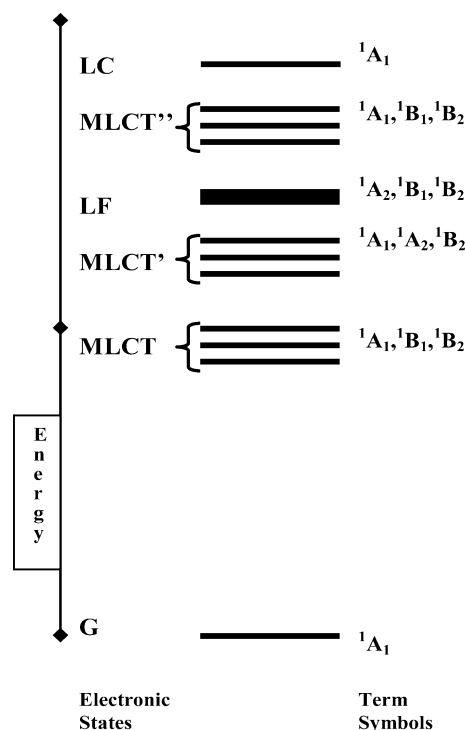 LC ¹A₁
MLCT’’ ¹A₁,¹B₁,¹B₂
LF ¹A₂,¹B₁,¹B₂
MLCT’ ¹A₁,¹A₂,¹B₂
MLCT ¹A₁,¹B₁,¹B₂
Energy
G ¹A₁
Electronic Term
States Symbols